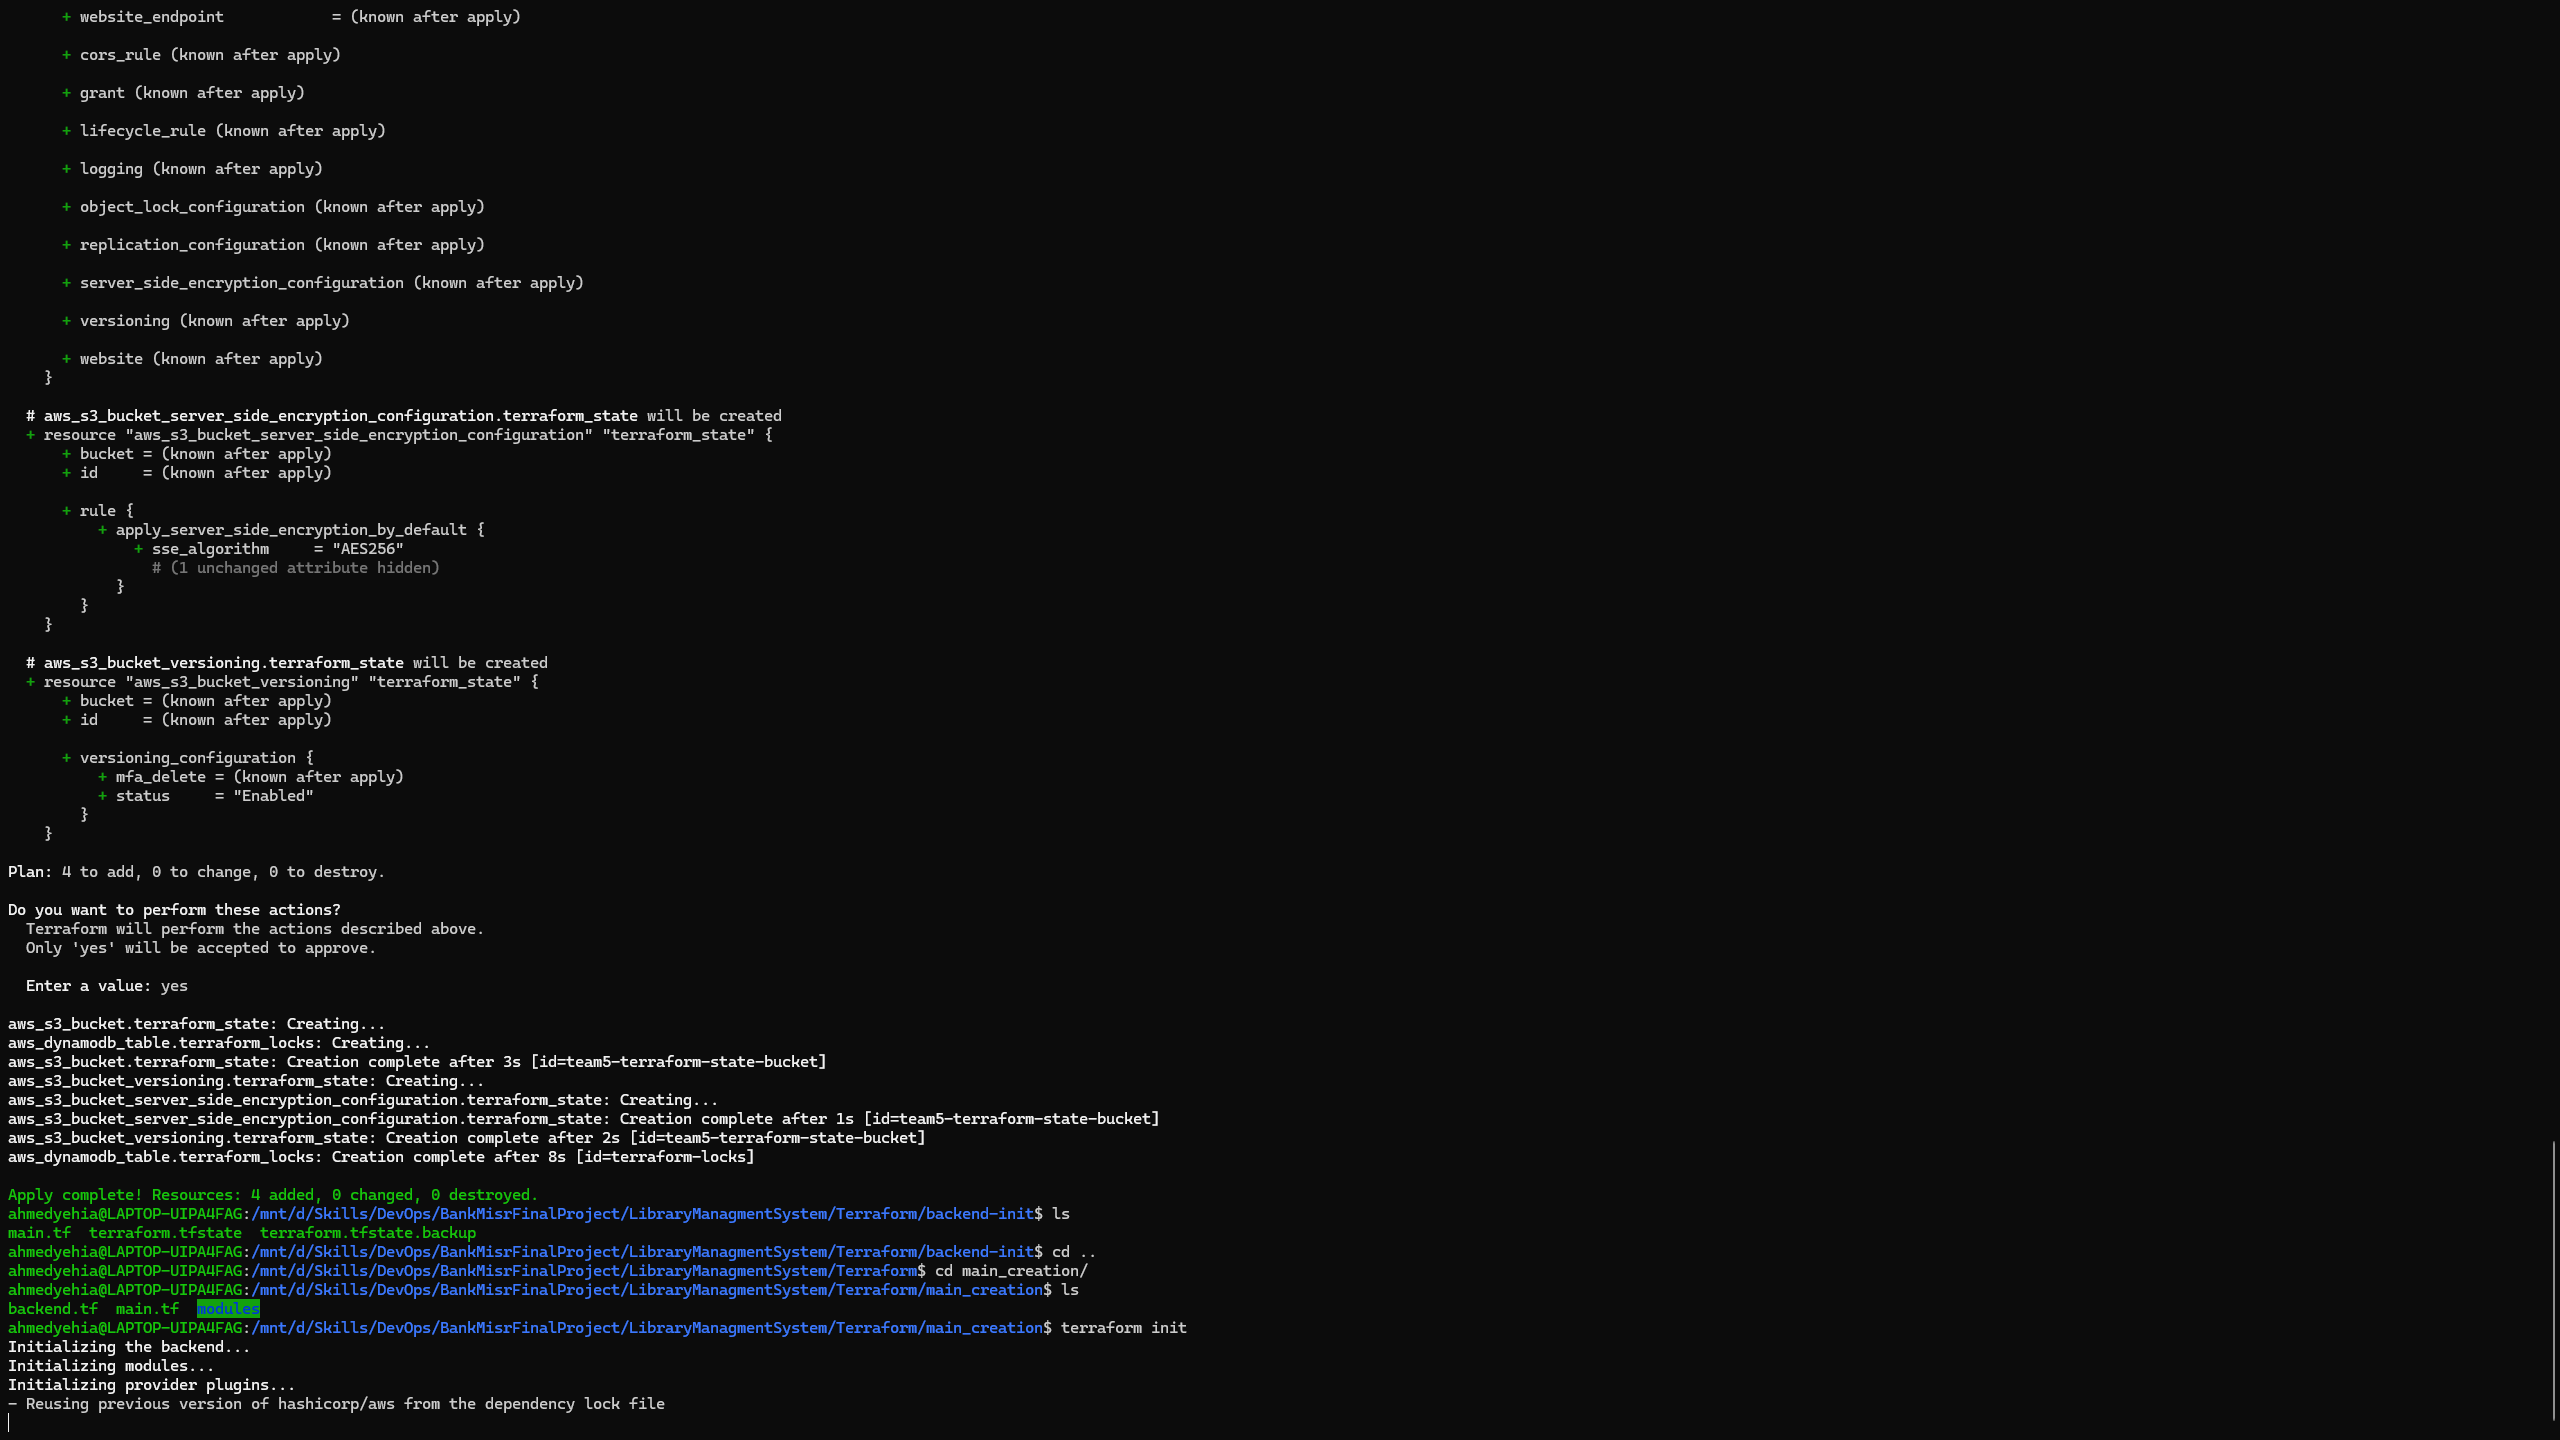 + website_endpoint            = (known after apply)
      + cors_rule (known after apply)
      + grant (known after apply)
      + lifecycle_rule (known after apply)
      + logging (known after apply)
      + object_lock_configuration (known after apply)
      + replication_configuration (known after apply)
      + server_side_encryption_configuration (known after apply)
      + versioning (known after apply)
      + website (known after apply)
    }
  # aws_s3_bucket_server_side_encryption_configuration.terraform_state will be created
  + resource "aws_s3_bucket_server_side_encryption_configuration" "terraform_state" {
      + bucket = (known after apply)
      + id     = (known after apply)
      + rule {
          + apply_server_side_encryption_by_default {
              + sse_algorithm     = "AES256"
                # (1 unchanged attribute hidden)
            }
        }
    }
  # aws_s3_bucket_versioning.terraform_state will be created
  + resource "aws_s3_bucket_versioning" "terraform_state" {
      + bucket = (known after apply)
      + id     = (known after apply)
      + versioning_configuration {
          + mfa_delete = (known after apply)
          + status     = "Enabled"
        }
    }
Plan: 4 to add, 0 to change, 0 to destroy.
Do you want to perform these actions?
  Terraform will perform the actions described above.
  Only 'yes' will be accepted to approve.
  Enter a value: yes
aws_s3_bucket.terraform_state: Creating...
aws_dynamodb_table.terraform_locks: Creating...
aws_s3_bucket.terraform_state: Creation complete after 3s [id=team5-terraform-state-bucket]
aws_s3_bucket_versioning.terraform_state: Creating...
aws_s3_bucket_server_side_encryption_configuration.terraform_state: Creating...
aws_s3_bucket_server_side_encryption_configuration.terraform_state: Creation complete after 1s [id=team5-terraform-state-bucket]
aws_s3_bucket_versioning.terraform_state: Creation complete after 2s [id=team5-terraform-state-bucket]
aws_dynamodb_table.terraform_locks: Creation complete after 8s [id=terraform-locks]
Apply complete! Resources: 4 added, 0 changed, 0 destroyed.
ahmedyehia@LAPTOP-UIPA4FAG:/mnt/d/Skills/DevOps/BankMisrFinalProject/LibraryManagmentSystem/Terraform/backend-init$ ls
main.tf  terraform.tfstate  terraform.tfstate.backup
ahmedyehia@LAPTOP-UIPA4FAG:/mnt/d/Skills/DevOps/BankMisrFinalProject/LibraryManagmentSystem/Terraform/backend-init$ cd ..
ahmedyehia@LAPTOP-UIPA4FAG:/mnt/d/Skills/DevOps/BankMisrFinalProject/LibraryManagmentSystem/Terraform$ cd main_creation/
ahmedyehia@LAPTOP-UIPA4FAG:/mnt/d/Skills/DevOps/BankMisrFinalProject/LibraryManagmentSystem/Terraform/main_creation$ ls
backend.tf  main.tf  modules
ahmedyehia@LAPTOP-UIPA4FAG:/mnt/d/Skills/DevOps/BankMisrFinalProject/LibraryManagmentSystem/Terraform/main_creation$ terraform init
Initializing the backend...
Initializing modules...
Initializing provider plugins...
- Reusing previous version of hashicorp/aws from the dependency lock file